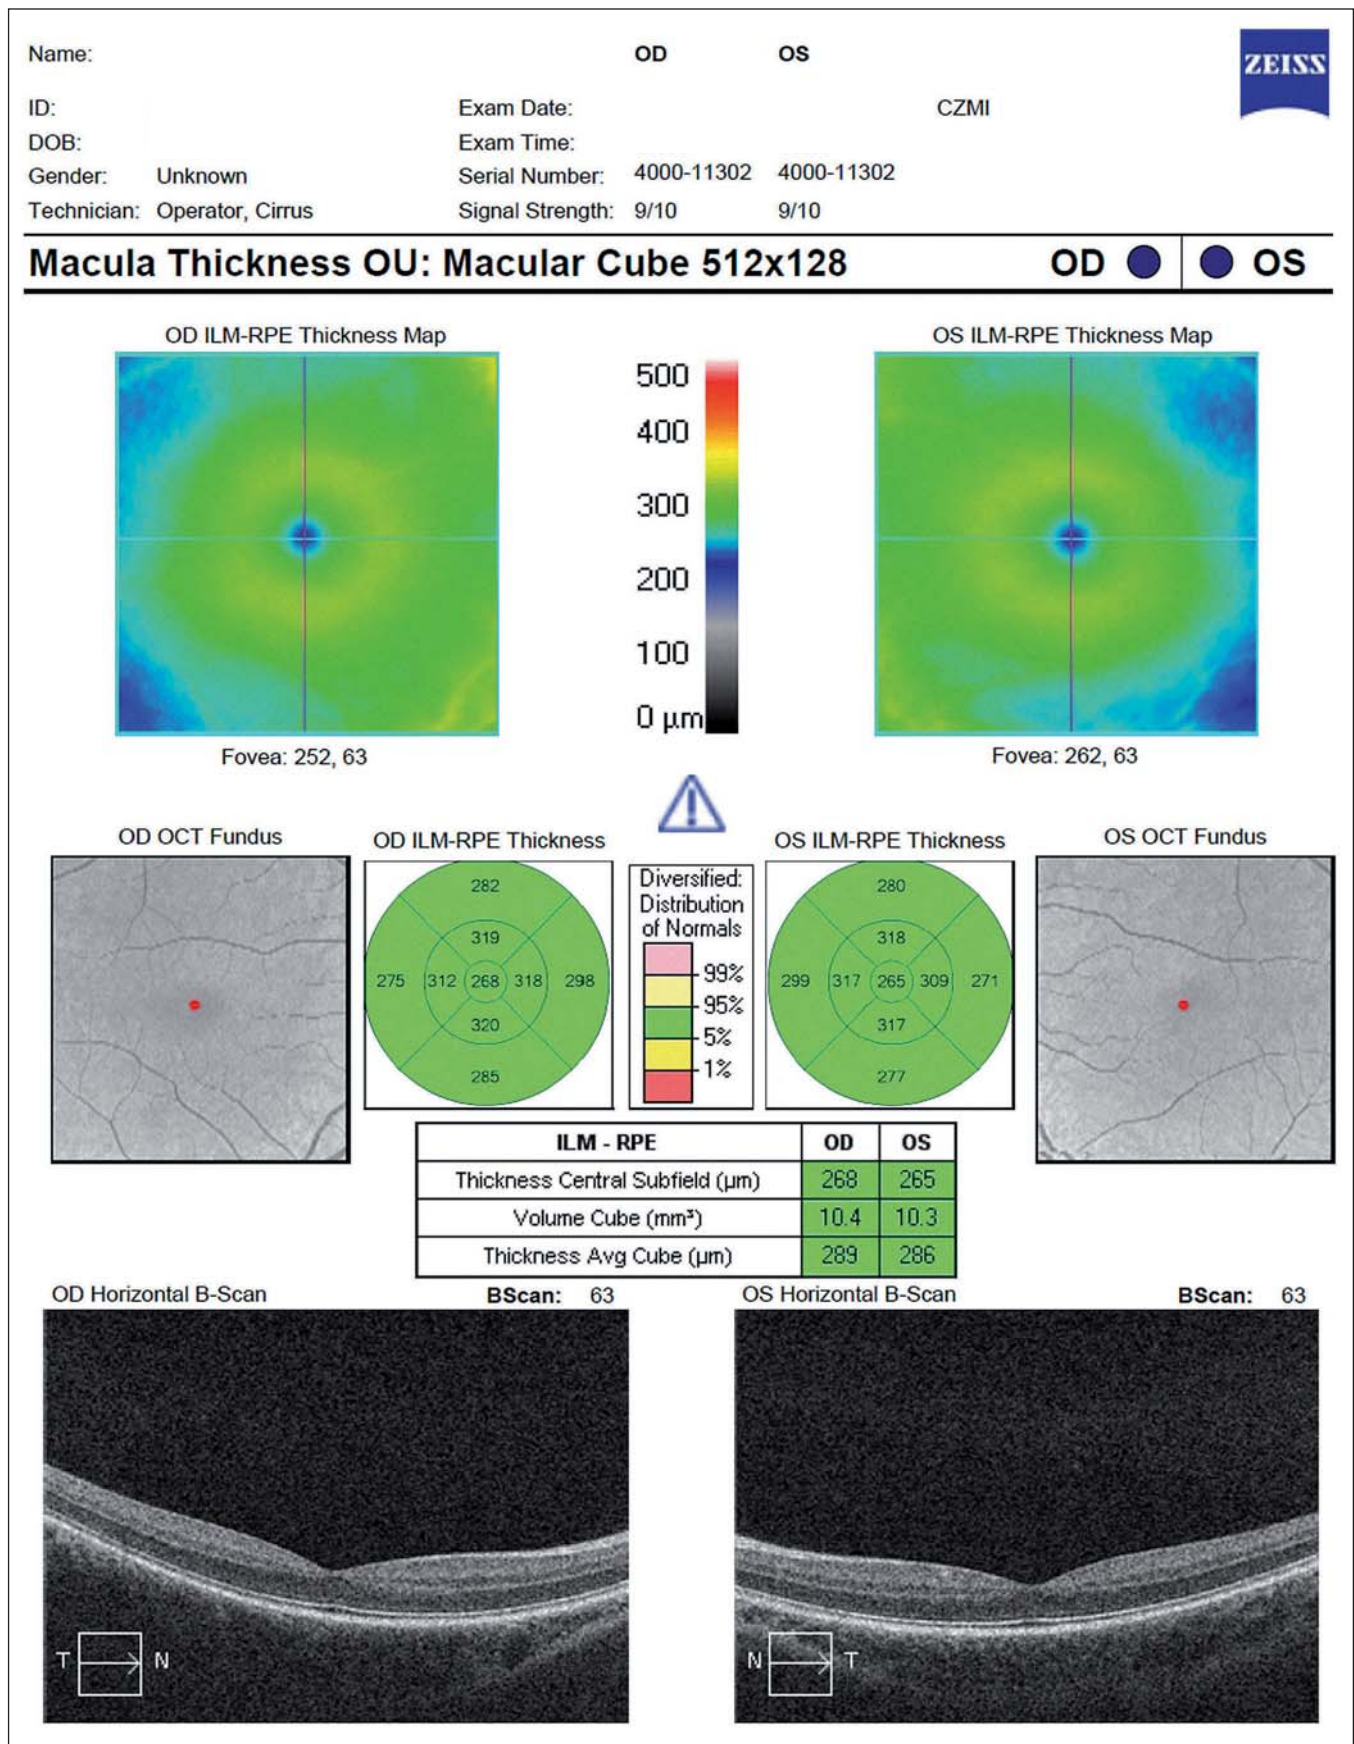 Name:
OD OS
ZEISS
ID:
Exam Date:
CZMI
DOB:
Exam Time:
Gender: Unknown
Serial Number: 4000-11302 4000-11302
Technician: Operator, Cirrus
Signal Strength: 9/10 9/10
Macula Thickness OU: Macular Cube 512x128
OD OS
OD ILM-RPE Thickness Map
500
400
300
200
100
0 µm
OS ILM-RPE Thickness Map
Fovea: 252, 63
Fovea: 262, 63
OD OCT Fundus
OD ILM-RPE Thickness
282
319
275 312 268 318 298
320
285
Diversified:
Distribution
of Normals
99%
95%
5%
1%
OS ILM-RPE Thickness
280
318
299 317 265 309 271
317
277
OS OCT Fundus
ILM - RPE OD OS
Thickness Central Subfield (µm) 268 265
Volume Cube (mm³) 10.4 10.3
Thickness Avg Cube (µm) 289 286
OD Horizontal B-Scan BScan: 63
T N
OS Horizontal B-Scan BScan: 63
N T